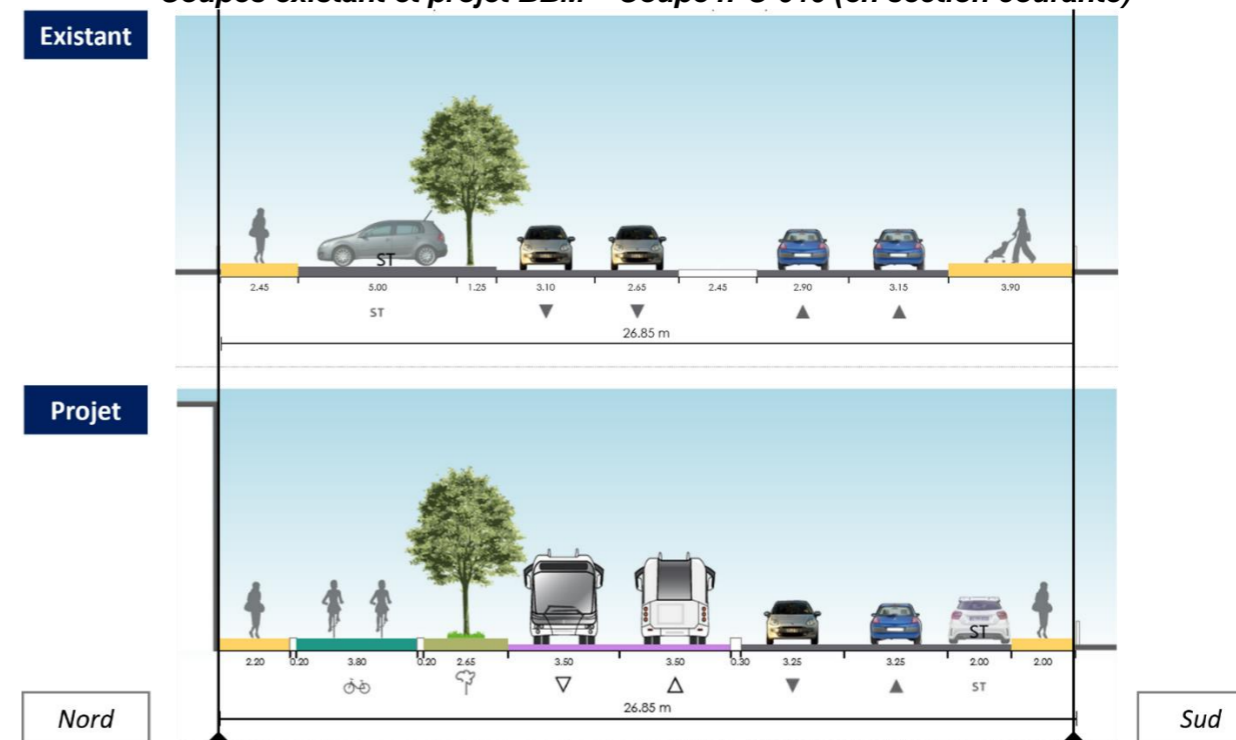 Existant
ST
2.45 5.00 1.25 3.10 2.65 2.45 2.90 3.15 3.90
ST
26.85 m
Projet
ST
2.20 0.20 3.80 0.20 2.65 3.50 3.50 0.30 3.25 3.25 2.00 2.00
ST
26.85 m
Nord
Sud